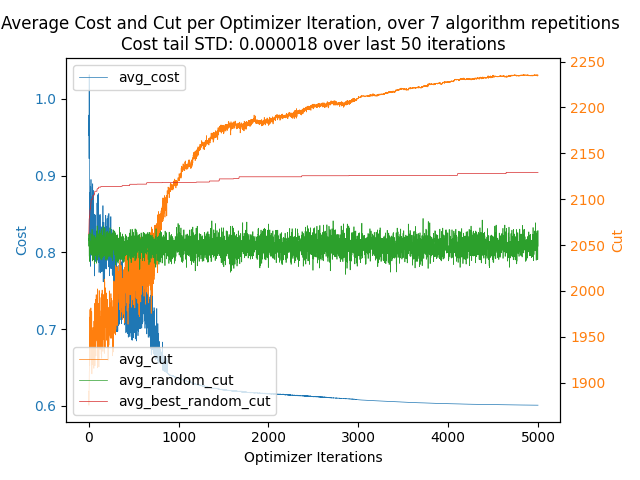 Average Cost and Cut per Optimizer Iteration, over 7 algorithm repetitions
Cost tail STD: 0.000018 over last 50 iterations
avg_cost
1.0
0.9
0.8
0.7
0.6
Cost
2250
2200
2150
2100
2050
2000
1950
1900
Cut
avg_cut
avg_random_cut
avg_best_random_cut
0
1000
2000
3000
4000
5000
Optimizer Iterations